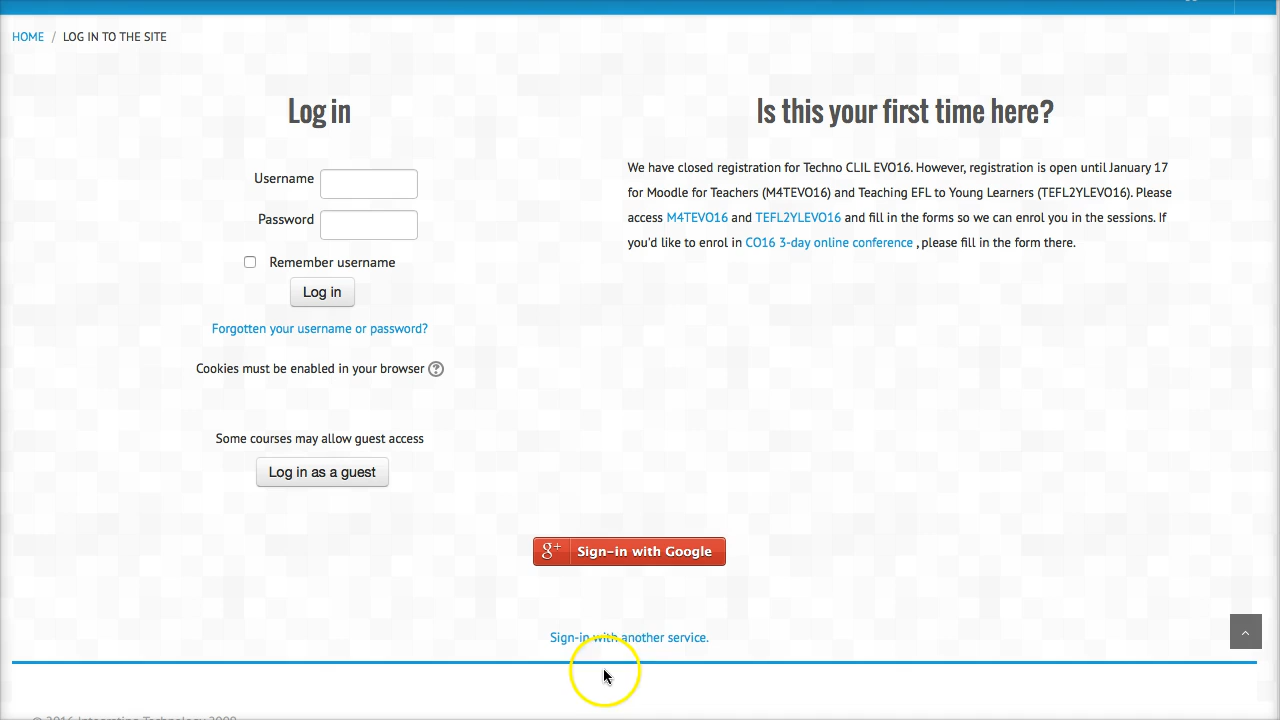 HOME / LOG IN TO THE SITE
Log in
Username
Password
Remember username
Log in
Forgotten your username or password?
Cookies must be enabled in your browser
Some courses may allow guest access
Log in as a guest
Is this your first time here?
We have closed registration for Techno CLIL EVO16. However, registration is open until January 17
for Moodle for Teachers (M4TEVO16) and Teaching EFL to Young Learners (TEFL2YLEVO16). Please
access M4TEVO16 and TEFL2YLEVO16 and fill in the forms so we can enrol you in the sessions. If
you'd like to enrol in CO16 3-day online conference , please fill in the form there.
g+ Sign-in with Google
Sign-in with another service.
© 2016 Integrating Technology